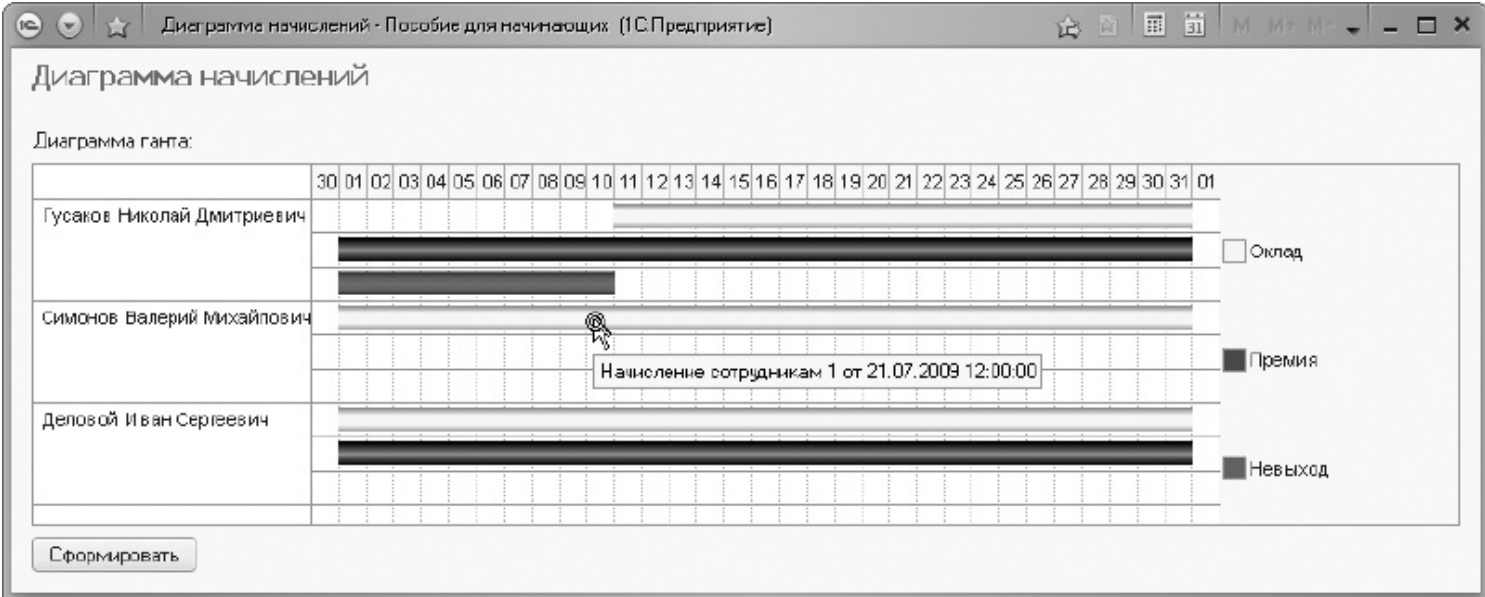 Диаграмма начислений - Пособие для начинающих (1С:Предприятие)
31 M M+ M-
Диаграмма начислений
Диаграмма ганта:
30 01 02 03 04 05 06 07 08 09 10 11 12 13 14 15 16 17 18 19 20 21 22 23 24 25 26 27 28 29 30 31 01
Гусаков Николай Дмитриевич
Оклад
Симонов Валерий Михайлович
Начисление сотрудникам 1 от 21.07.2009 12:00:00
Премия
Деловой Иван Сергеевич
Невыход
Сформировать